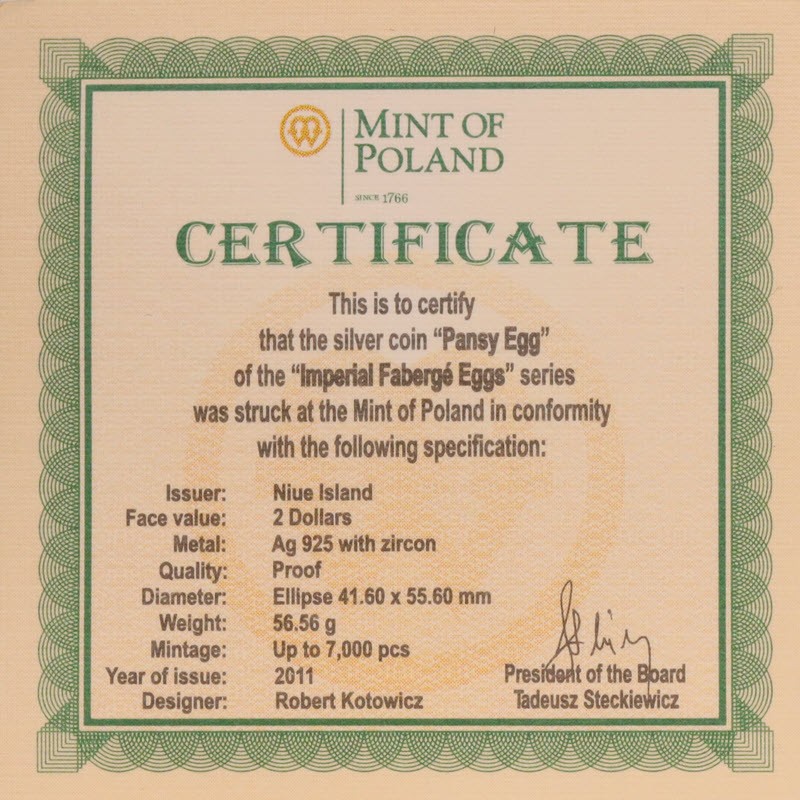 MINT OF
POLAND
SINCE 1766
CERTIFICATE
This is to certify
that the silver coin “Pansy Egg”
of the “Imperial Fabergé Eggs” series
was struck at the Mint of Poland in conformity
with the following specification:
Issuer: Niue Island
Face value: 2 Dollars
Metal: Ag 925 with zircon
Quality: Proof
Diameter: Ellipse 41.60 x 55.60 mm
Weight: 56.56 g
Mintage: Up to 7,000 pcs
Year of issue: 2011
Designer: Robert Kotowicz
President of the Board
Tadeusz Steckiewicz